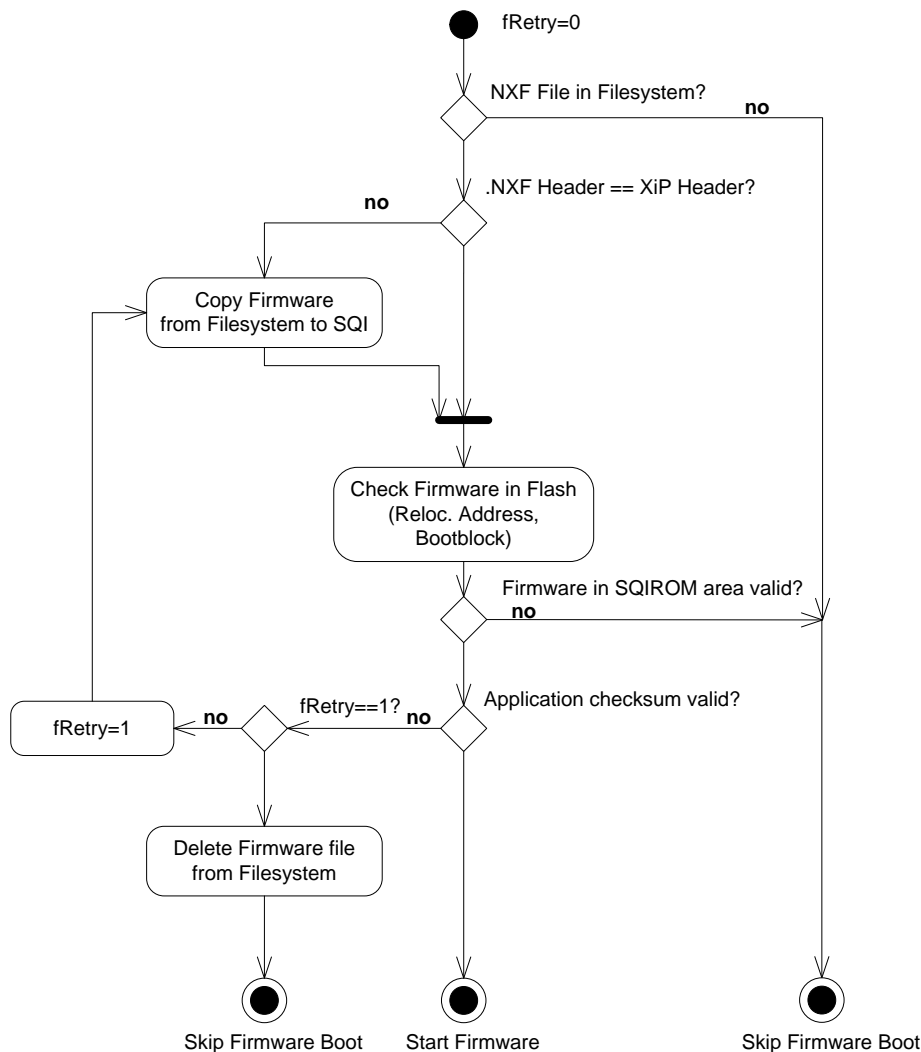 fRetry=0
NXF File in Filesystem?
no
.NXF Header == XiP Header?
no
Copy Firmware
from Filesystem to SQI
Check Firmware in Flash
(Reloc. Address,
Bootblock)
Firmware in SQIROM area valid?
no
Application checksum valid?
fRetry==1?
no
no
fRetry=1
Delete Firmware file
from Filesystem
Skip Firmware Boot
Start Firmware
Skip Firmware Boot